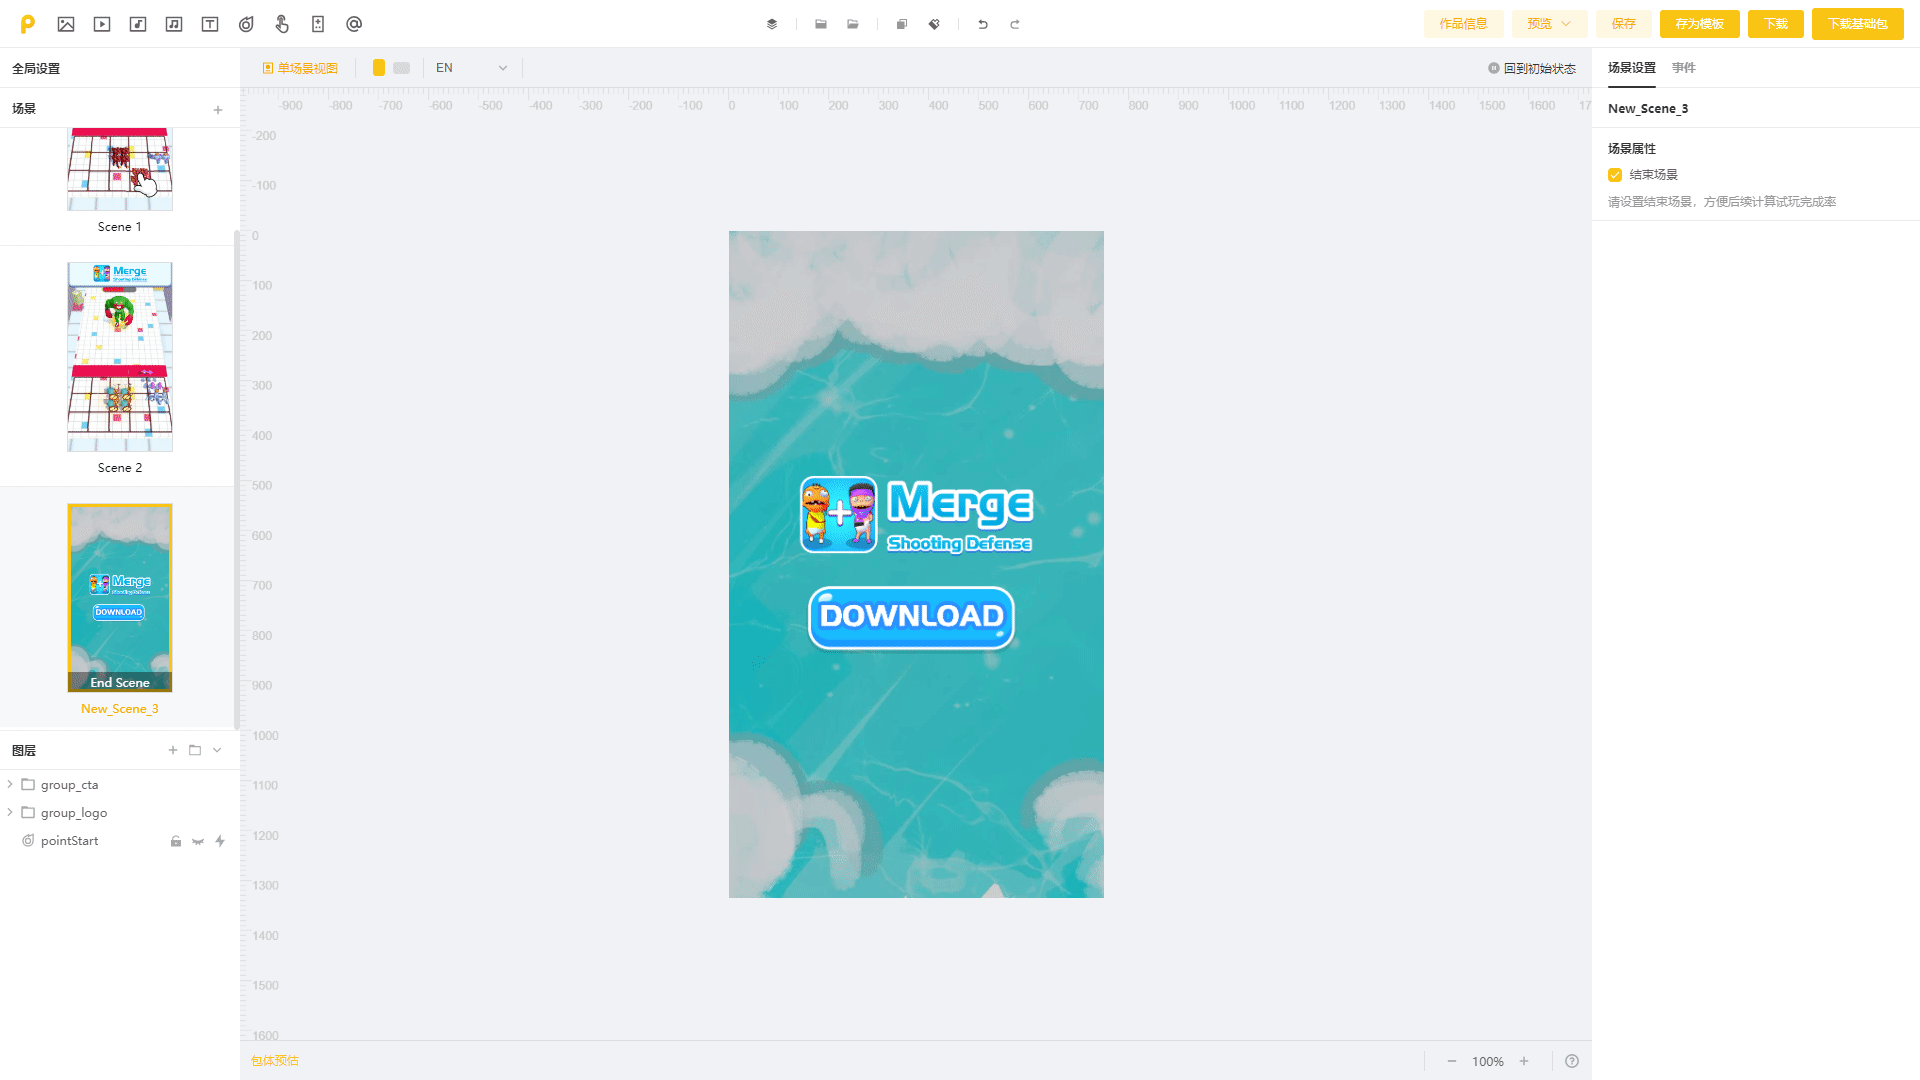 作品信息
预览
保存
存为模板
下载
下载基础包
全局设置
单场景视图
EN
回到初始状态
场景设置
事件
场景
-900 -800 -700 -600 -500 -400 -300 -200 -100 0 100 200 300 400 500 600 700 800 900 1000 1100 1200 1300 1400 1500 1600 17
New_Scene_3
场景属性
结束场景
请设置结束场景，方便后续计算试玩完成率
-200
-100
0
100
200
300
400
500
600
700
800
900
1000
1100
1200
1300
1400
1500
1600
Scene 1
Merge
Scene 2
Merge
Shooting Defense
DOWNLOAD
End Scene
New_Scene_3
Merge
Shooting Defense
DOWNLOAD
图层
group_cta
group_logo
pointStart
包体预估
100%